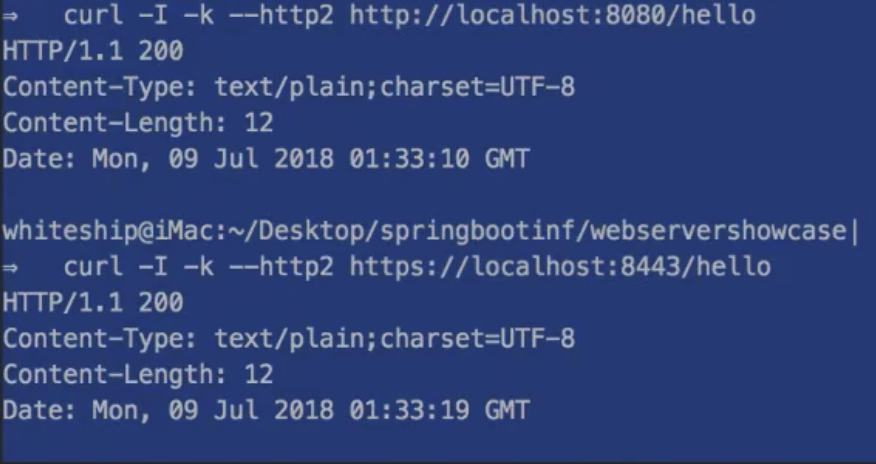 ⇒ curl -I -k --http2 http://localhost:8080/hello
HTTP/1.1 200
Content-Type: text/plain;charset=UTF-8
Content-Length: 12
Date: Mon, 09 Jul 2018 01:33:10 GMT
whiteship@iMac:~/Desktop/springbootinf/webservershowcase|
⇒ curl -I -k --http2 https://localhost:8443/hello
HTTP/1.1 200
Content-Type: text/plain;charset=UTF-8
Content-Length: 12
Date: Mon, 09 Jul 2018 01:33:19 GMT